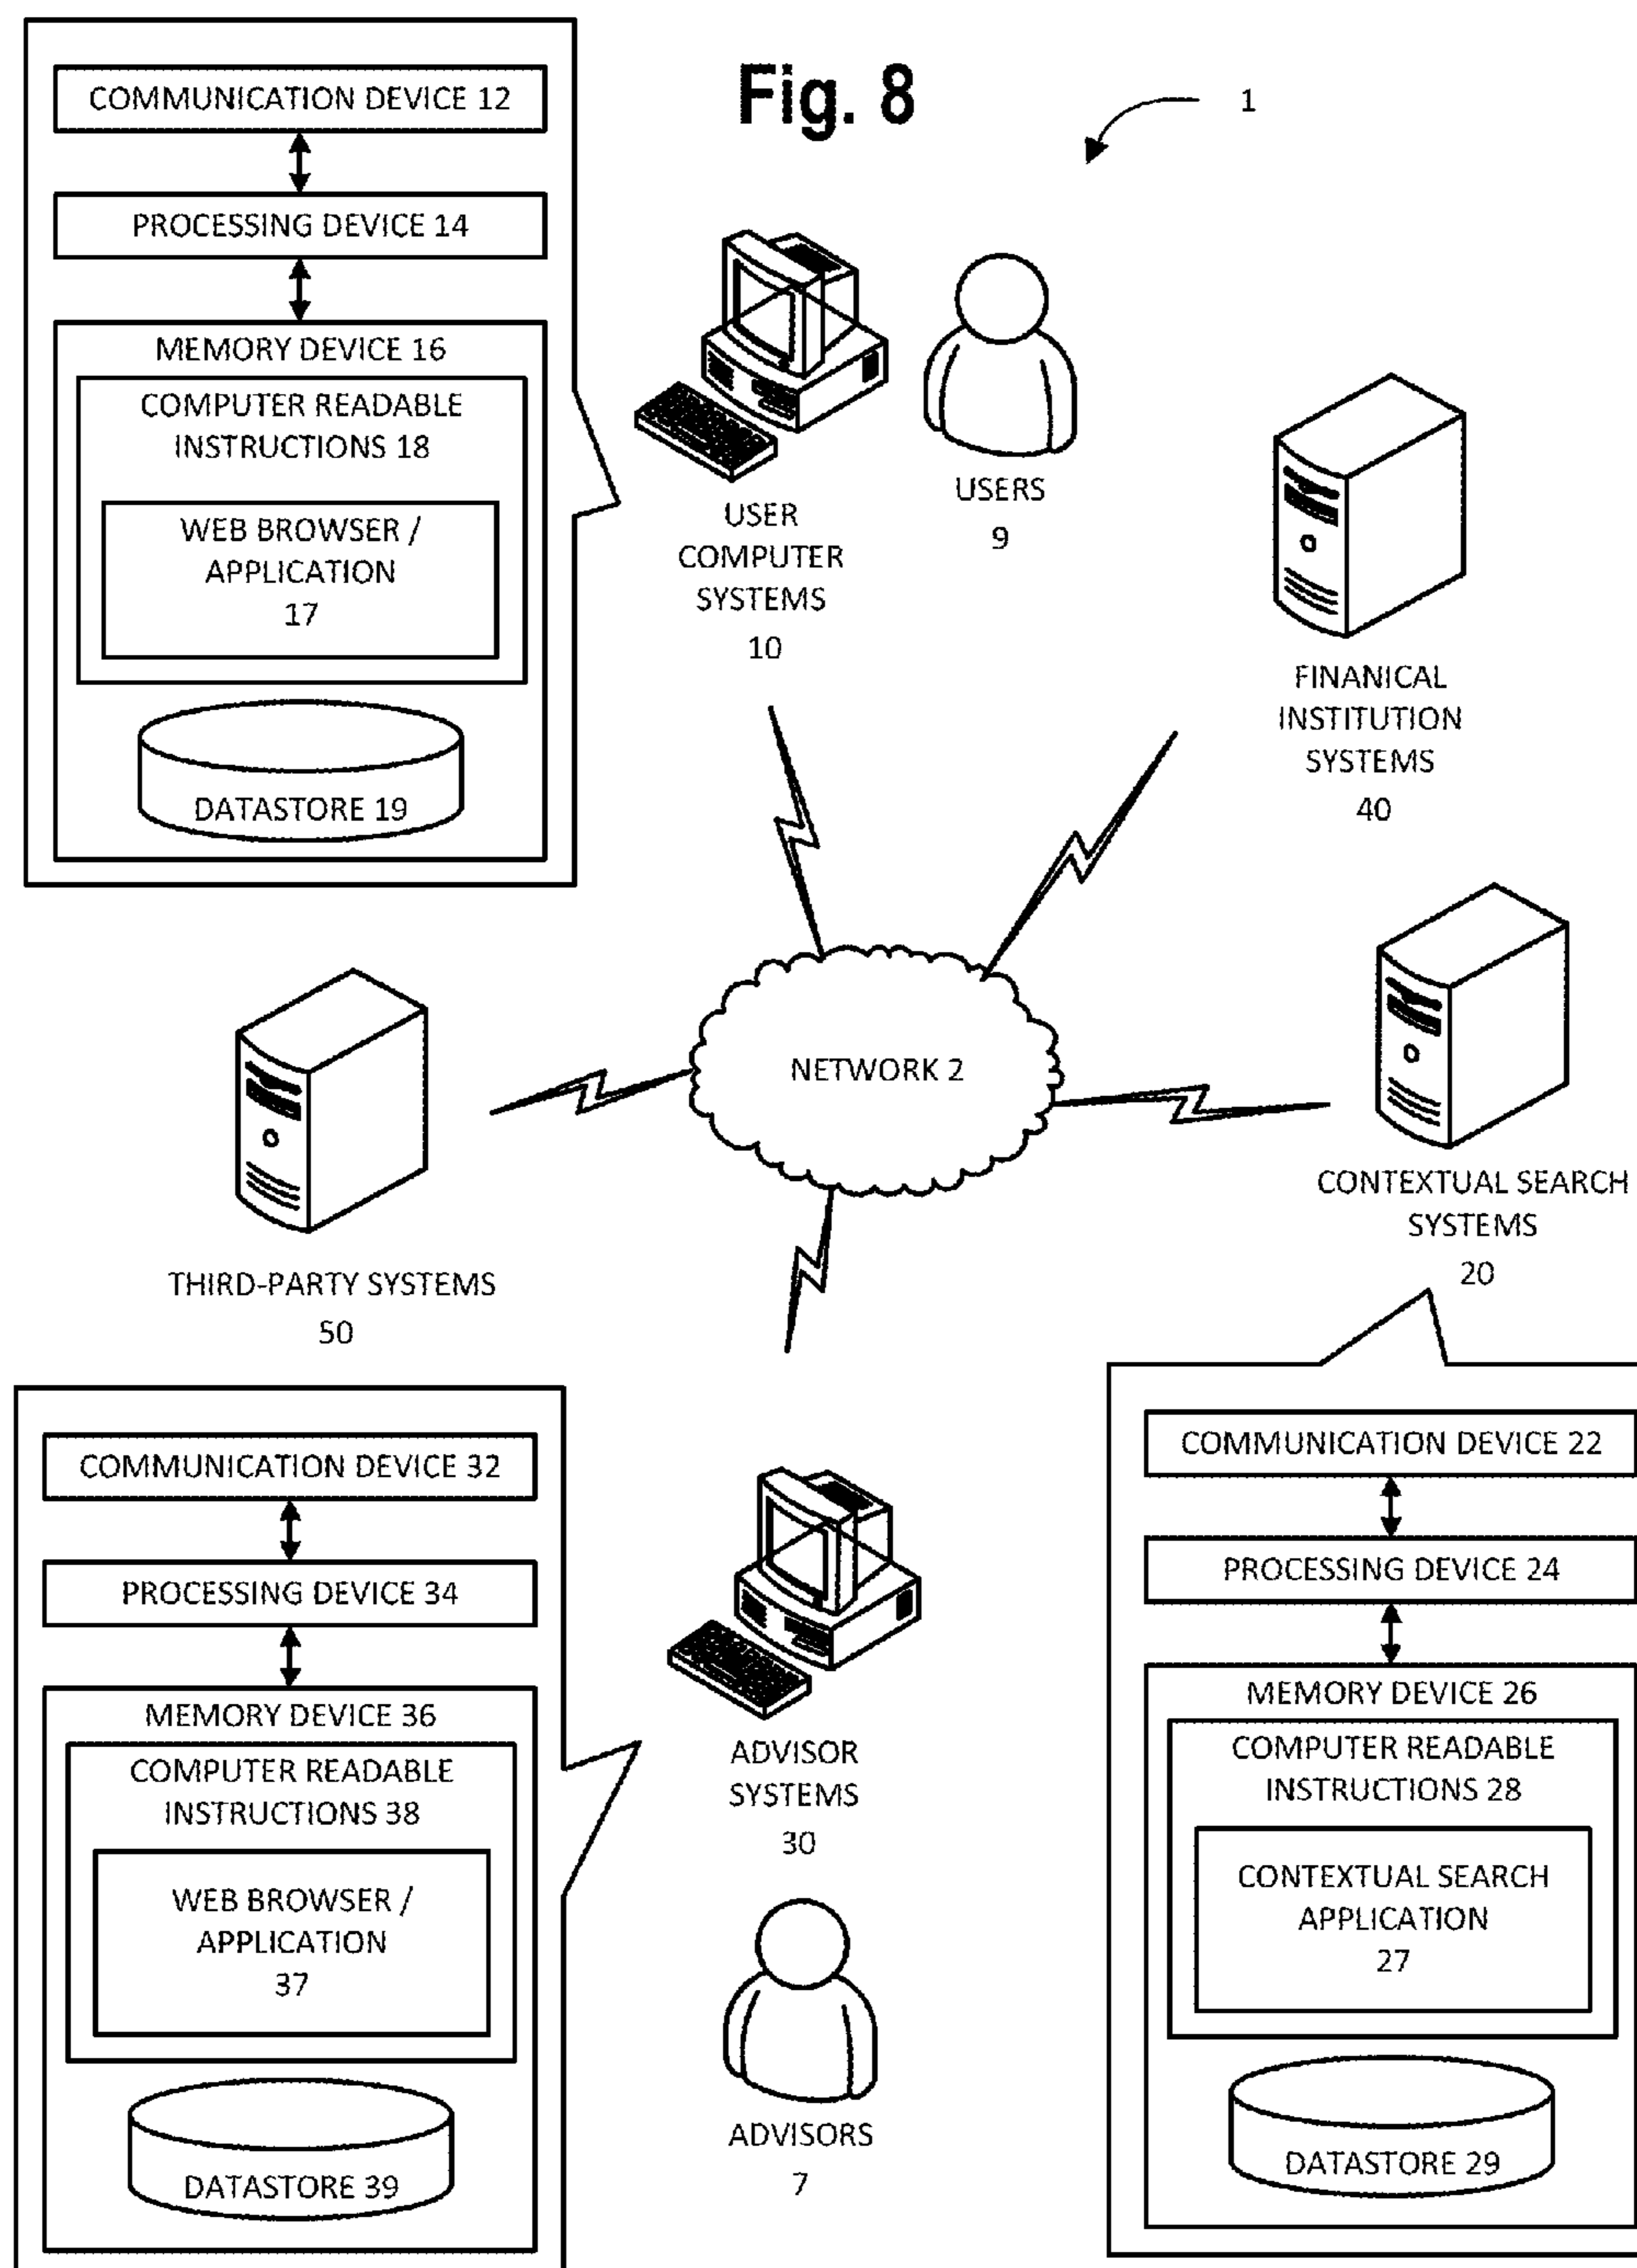 Fig. 8
1
COMMUNICATION DEVICE 12
PROCESSING DEVICE 14
MEMORY DEVICE 16
COMPUTER READABLE
INSTRUCTIONS 18
WEB BROWSER /
APPLICATION
17
DATASTORE 19
USER
COMPUTER
SYSTEMS
10
USERS
9
FINANICAL
INSTITUTION
SYSTEMS
40
NETWORK 2
THIRD-PARTY SYSTEMS
50
CONTEXTUAL SEARCH
SYSTEMS
20
COMMUNICATION DEVICE 32
PROCESSING DEVICE 34
MEMORY DEVICE 36
COMPUTER READABLE
INSTRUCTIONS 38
WEB BROWSER /
APPLICATION
37
DATASTORE 39
ADVISOR
SYSTEMS
30
ADVISORS
7
COMMUNICATION DEVICE 22
PROCESSING DEVICE 24
MEMORY DEVICE 26
COMPUTER READABLE
INSTRUCTIONS 28
CONTEXTUAL SEARCH
APPLICATION
27
DATASTORE 29